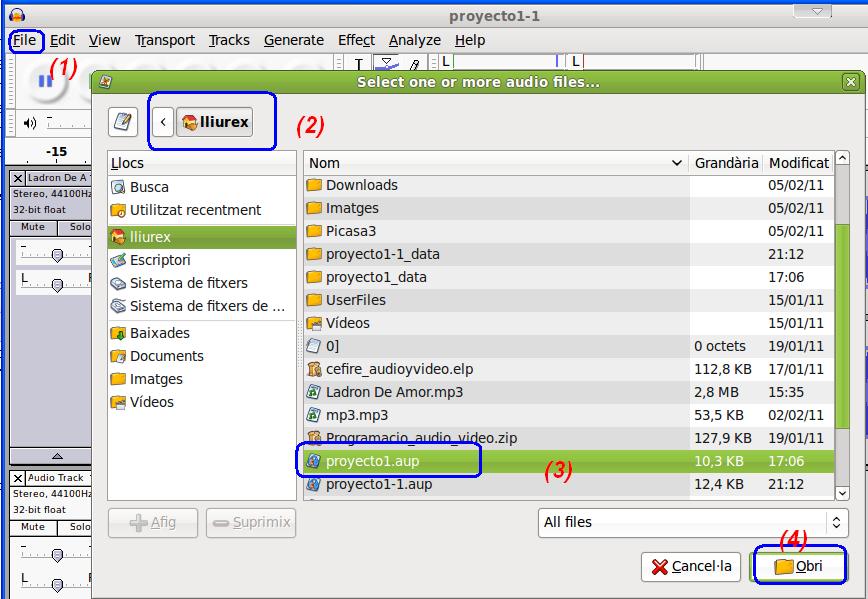 proyecto1-1
File Edit View Transport Tracks Generate Effect Analyze Help
(1)
L L
Select one or more audio files...
lliurex
(2)
-15
Llocs
Nom Grandària Modificat
Ladron De A
Stereo, 44100Hz
32-bit float
Mute Solo
L R
Busca
Utilitzat recentment
lliurex
Escriptori
Sistema de fitxers
Sistema de fitxers de ...
Baixades
Documents
Imatges
Vídeos
Downloads 05/02/11
Imatges 05/02/11
Picasa3 05/02/11
proyecto1-1_data 21:12
proyecto1_data 17:06
UserFiles 15/01/11
Vídeos 15/01/11
0] 0 octets 19/01/11
cefire_audioyvideo.elp 112,8 KB 17/01/11
Ladron De Amor.mp3 2,8 MB 15:35
mp3.mp3 53,5 KB 02/02/11
Programacio_audio_video.zip 127,9 KB 19/01/11
proyecto1.aup 10,3 KB 17:06
(3)
proyecto1-1.aup 12,4 KB 21:12
Audio Track
Stereo, 44100Hz
32-bit float
Mute Solo
L R
Afig Suprimix
All files
(4)
Cancel·la Obri